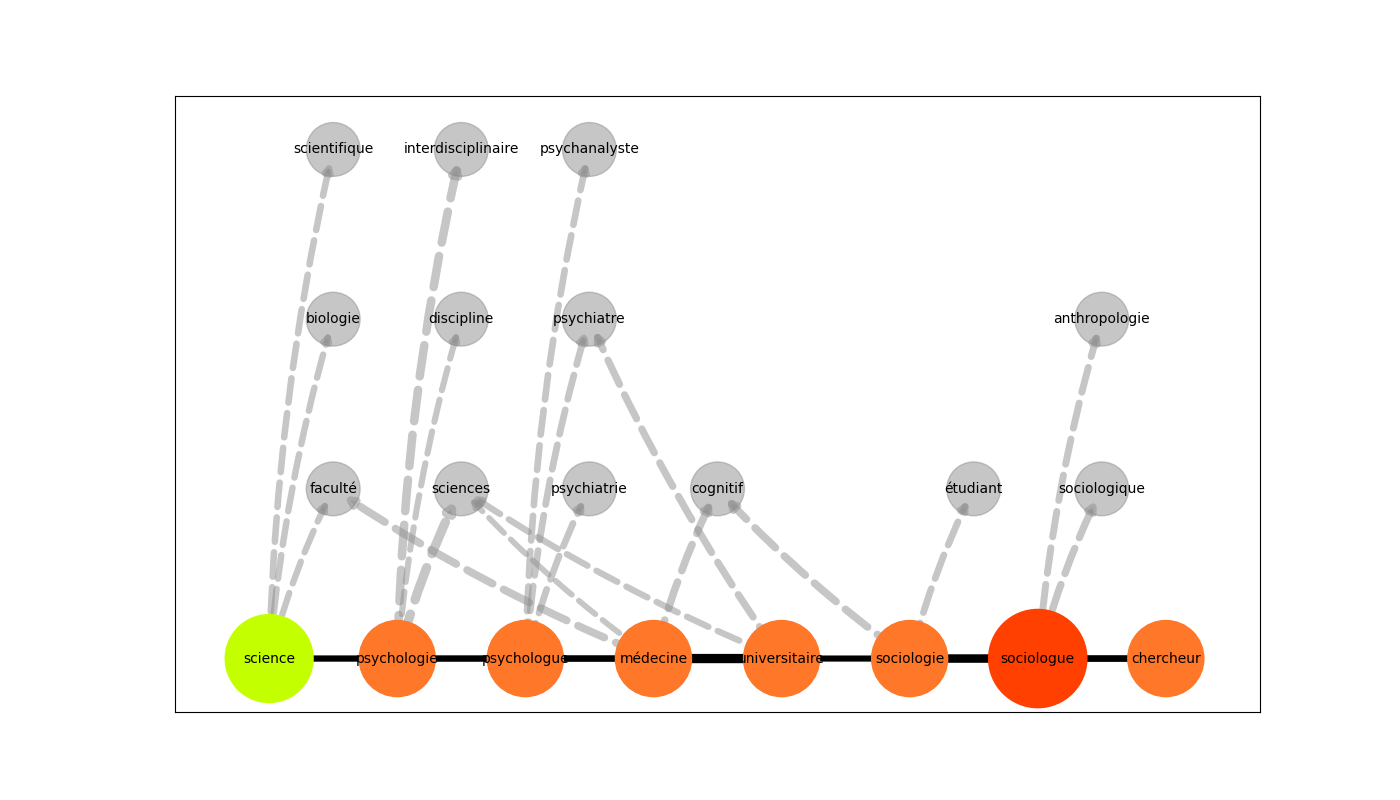 scientifique interdisciplinaire psychanalyste
biologie discipline psychiatre anthropologie
faculté sciences psychiatrie cognitif étudiant sociologique
science psychologie psychologue médecine universitaire sociologie sociologue chercheur